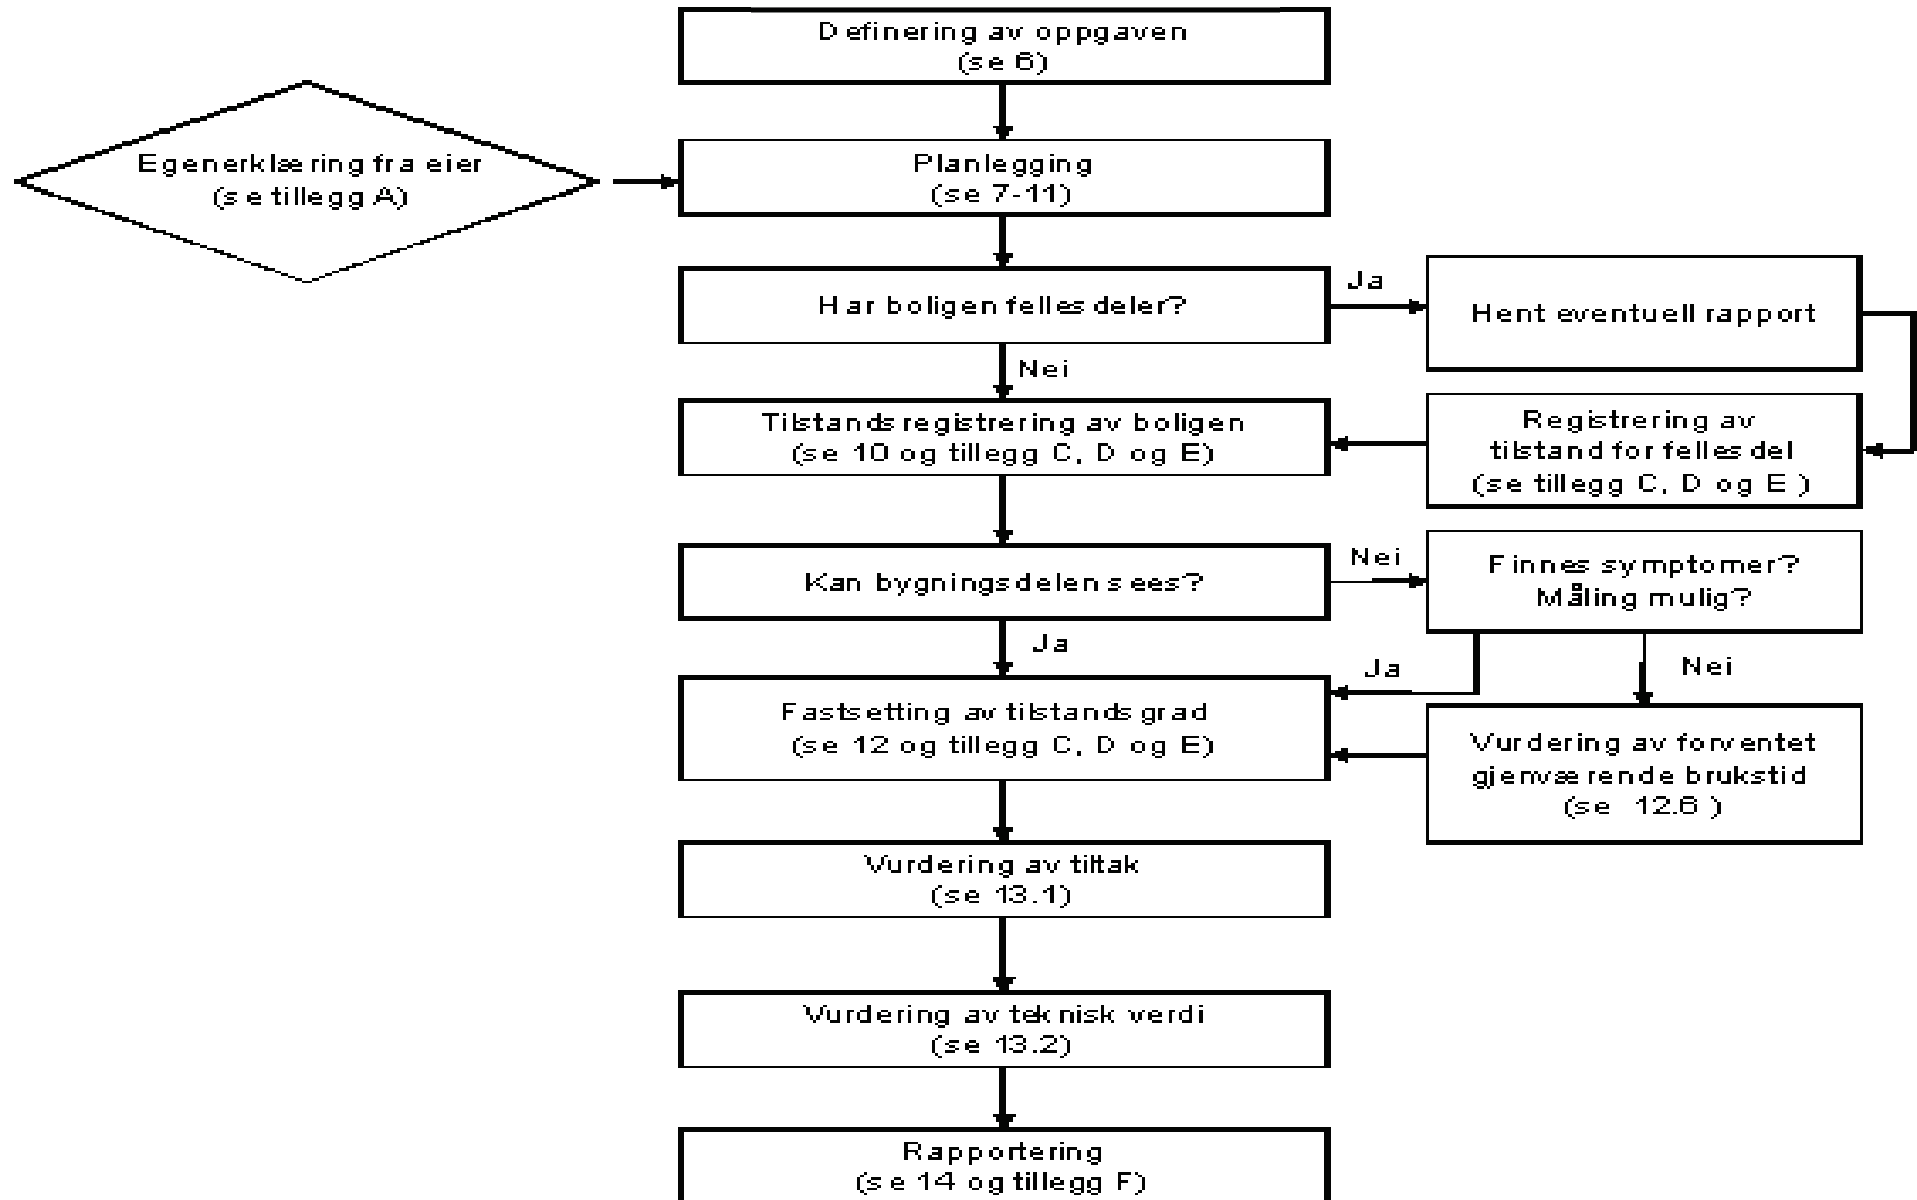 Definering av oppgaven
(se 6)
Egenerklæring fra eier
(se tillegg A)
Planlegging
(se 7-11)
Har boligen fellesdeler?
Ja
Hent eventuell rapport
Nei
Tilstandsregistrering av boligen
(se 10 og tillegg C, D og E)
Registrering av
tilstand for fellesdel
(se tillegg C, D og E )
Kan bygningsdelen sees?
Nei
Finnes symptomer?
Måling mulig?
Ja
Ja
Nei
Fastsetting av tilstandsgrad
(se 12 og tillegg C, D og E)
Vurdering av forventet
gjenværende brukstid
(se 12.6 )
Vurdering av tiltak
(se 13.1)
Vurdering av teknisk verdi
(se 13.2)
Rapportering
(se 14 og tillegg F)